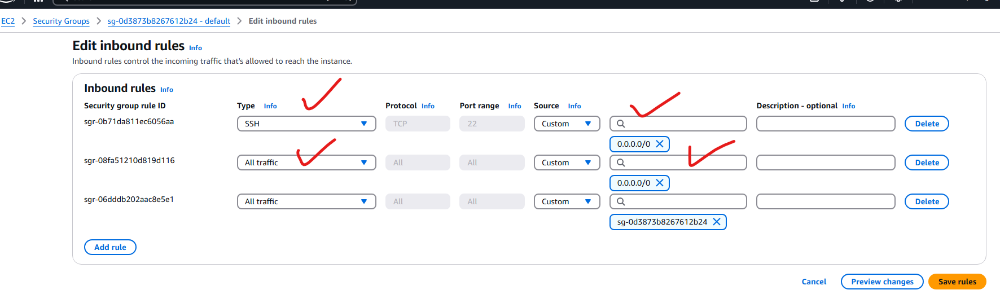 EC2 > Security Groups > sg-0d3873b8267612b24 - default > Edit inbound rules
Edit inbound rules Info
Inbound rules control the incoming traffic that's allowed to reach the instance.
Inbound rules Info
Security group rule ID Type Info Protocol Info Port range Info Source Info Description - optional Info
sgr-0b71da811ec6056aa SSH TCP 22 Custom Delete
0.0.0.0/0
sgr-08fa51210d819d116 All traffic All All Custom Delete
0.0.0.0/0
sgr-06dddb202aac8e5e1 All traffic All All Custom Delete
sg-0d3873b8267612b24
Add rule
Cancel Preview changes Save rules